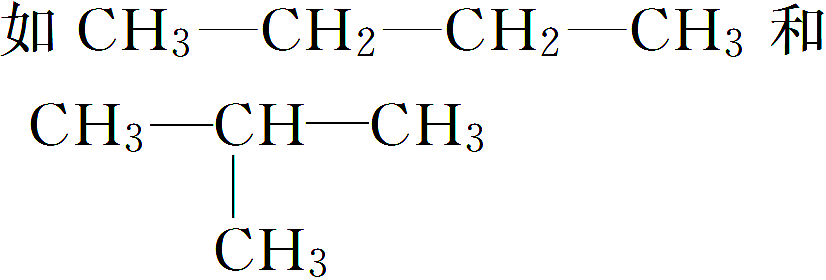 如 CH₃—CH₂—CH₂—CH₃ 和
CH₃—CH—CH₃
|
CH₃